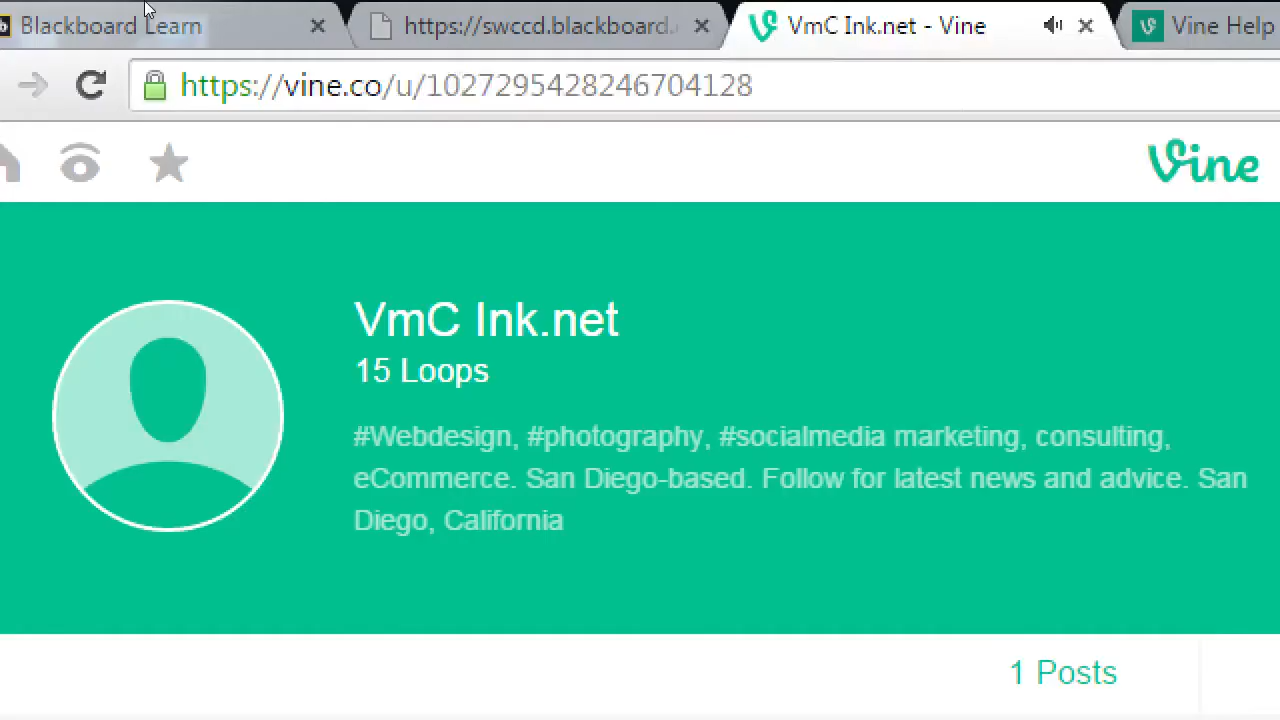 Blackboard Learn
https://swccd.blackboard.
VmC Ink.net - Vine
Vine Help
https://vine.co/u/1027295428246704128
Vine
VmC Ink.net
15 Loops
#Webdesign, #photography, #socialmedia marketing, consulting,
eCommerce. San Diego-based. Follow for latest news and advice. San
Diego, California
1 Posts